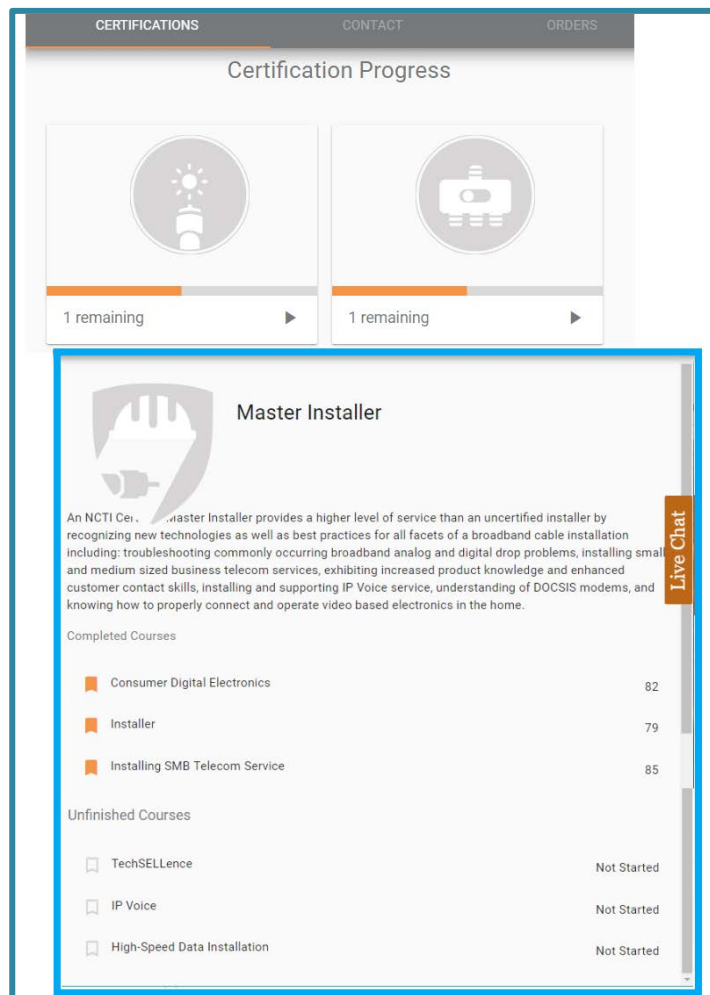 CERTIFICATIONS CONTACT ORDERS
Certification Progress
1 remaining
1 remaining
Master Installer
An NCTI Master Installer provides a higher level of service than an uncertified installer by
recognizing new technologies as well as best practices for all facets of a broadband cable installation
including: troubleshooting commonly occurring broadband analog and digital drop problems, installing small
and medium sized business telecom services, exhibiting increased product knowledge and enhanced
customer contact skills, installing and supporting IP Voice service, understanding of DOCSIS modems, and
knowing how to properly connect and operate video based electronics in the home.
Live Chat
Completed Courses
Consumer Digital Electronics 82
Installer 79
Installing SMB Telecom Service 85
Unfinished Courses
TechSELLence Not Started
IP Voice Not Started
High-Speed Data Installation Not Started